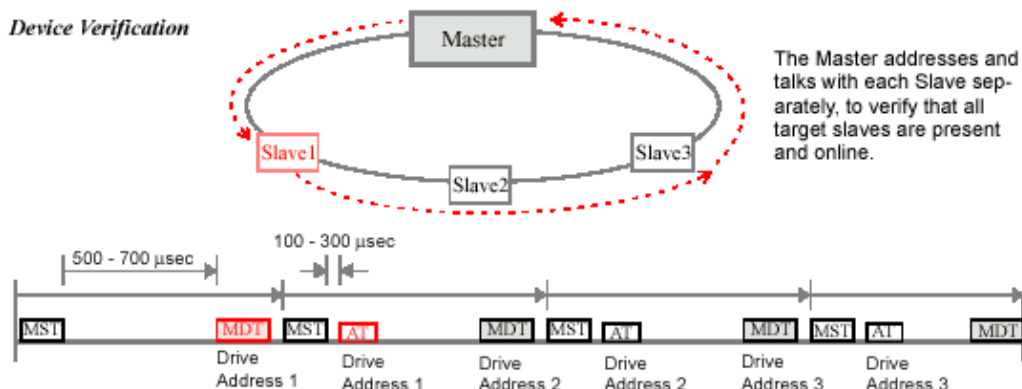 Device Verification
Master
The Master addresses and
talks with each Slave sep-
arately, to verify that all
target slaves are present
and online.
Slave1
Slave2
Slave3
500 - 700 µsec
100 - 300 µsec
MST
MDT
MST
AT
MDT
MST
AT
MDT
MST
AT
MDT
Drive
Address 1
Drive
Address 1
Drive
Address 2
Drive
Address 2
Drive
Address 3
Drive
Address 3